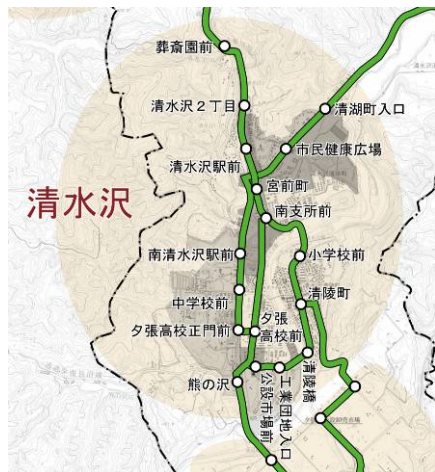 葬斎園前
清水沢2丁目
清湖町入口
市民健康広場
清水沢駅前
宮前町
清水沢
南支所前
南清水沢駅前
小学校前
中学校前
清陵町
夕張高校正門前
夕張
高校前
清陵橋
工業団地入口
公設市場前
熊の沢